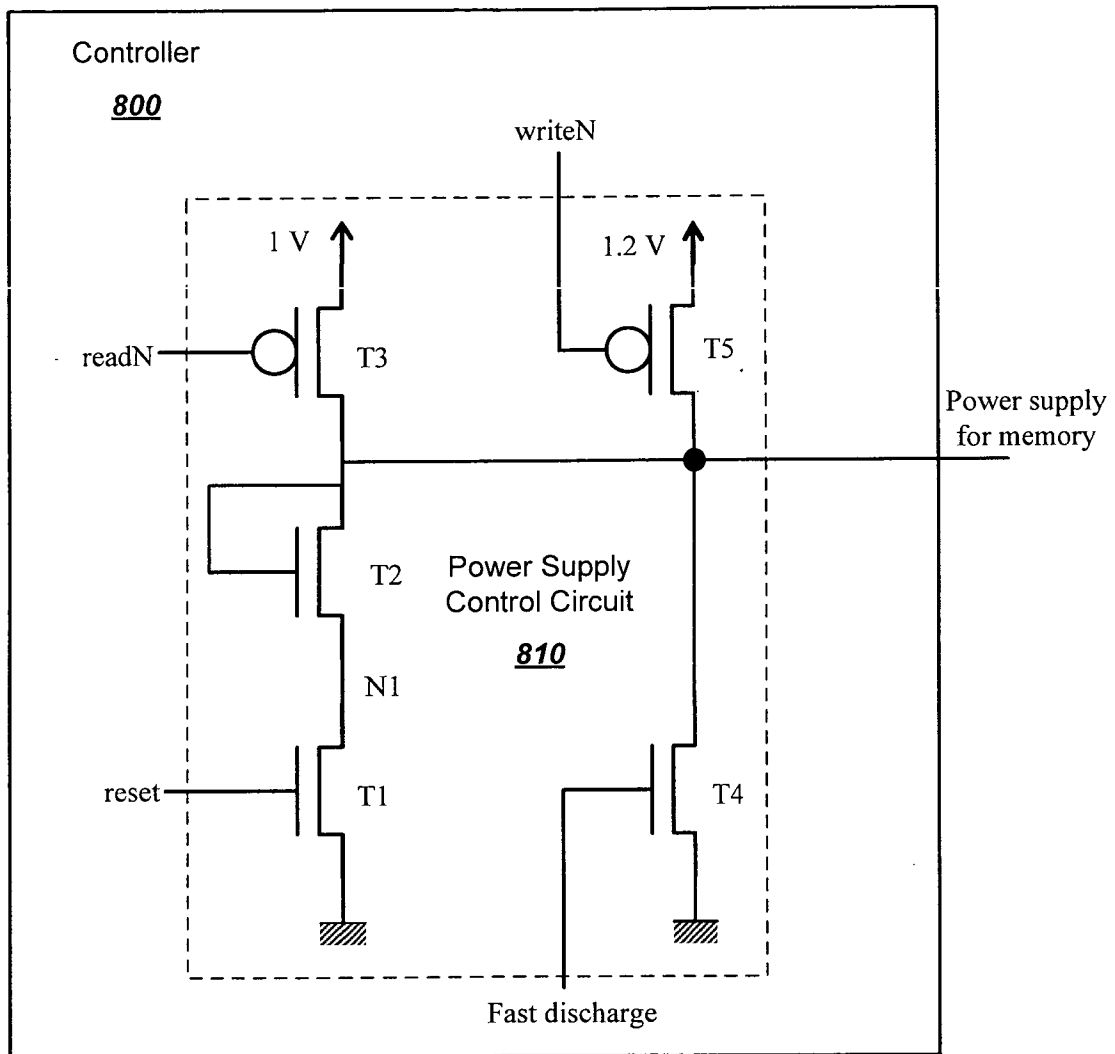 Controller
800
writeN
1 V
1.2 V
readN
T3
T5
Power supply
for memory
T2
Power Supply
Control Circuit
810
N1
reset
T1
T4
Fast discharge